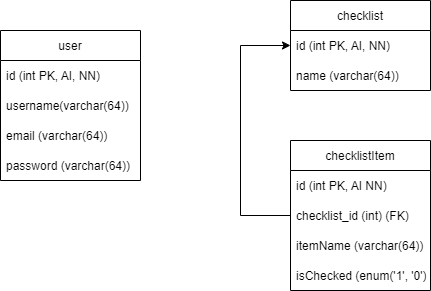 user
id (int PK, AI, NN)
username(varchar(64))
email (varchar(64))
password (varchar(64))
checklist
id (int PK, AI, NN)
name (varchar(64))
checklistItem
id (int PK, AI NN)
checklist_id (int) (FK)
itemName (varchar(64))
isChecked (enum('1', '0')